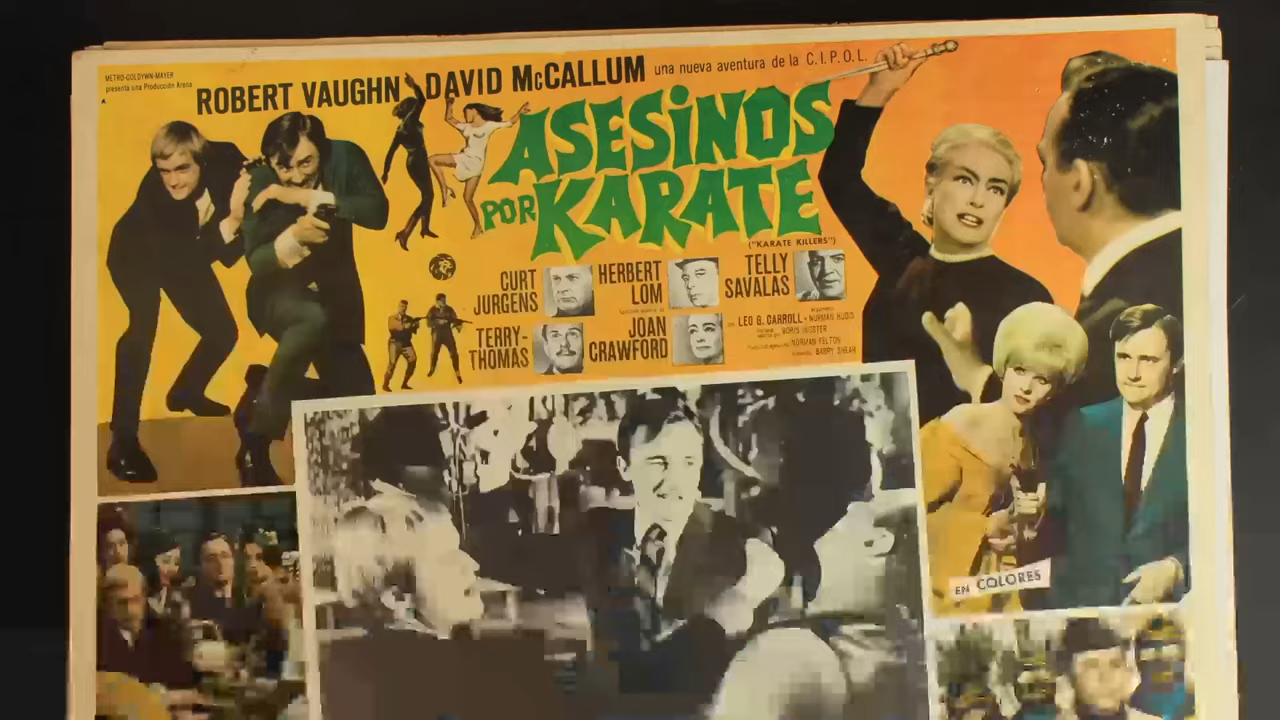 METRO-GOLDWYN-MAYER
presenta una Producción Arena
ROBERT VAUGHN DAVID McCALLUM una nueva aventura de la C.I.P.O.L.
ASESINOS
POR KARATE
("KARATE KILLERS")
CURT
JURGENS
HERBERT
LOM
TELLY
SAVALAS
TERRY-
THOMAS
JOAN
CRAWFORD
LEO G. CARROLL
BORIS INGSTER
NORMAN FELTON
BARRY SHEAR
EN COLORES